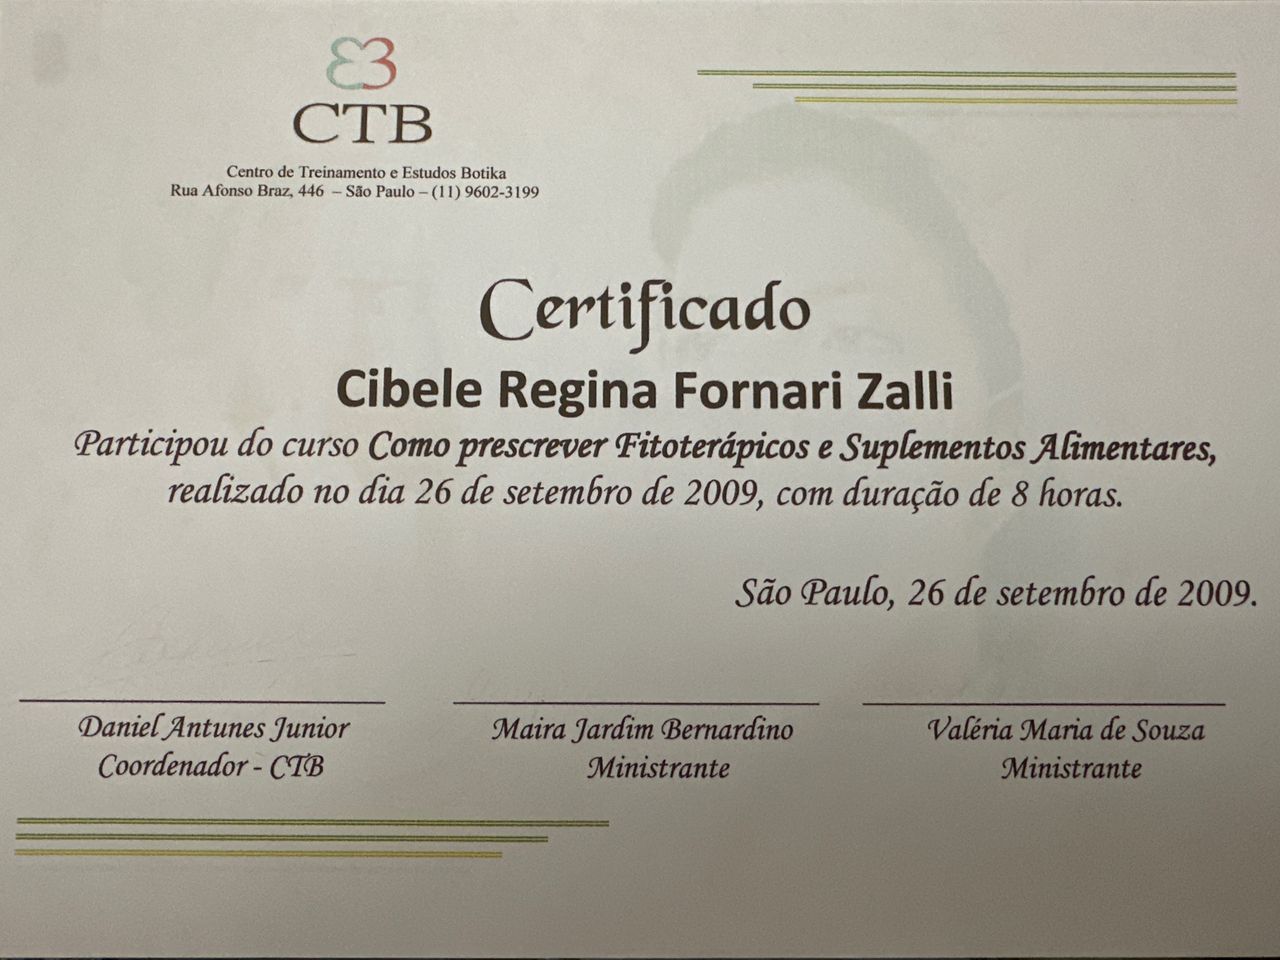 CTB
Centro de Treinamento e Estudos Botika
Rua Afonso Braz, 446 – São Paulo – (11) 9602-3199
Certificado
Cibele Regina Fornari Zalli
Participou do curso Como prescrever Fitoterápicos e Suplementos Alimentares,
realizado no dia 26 de setembro de 2009, com duração de 8 horas.
São Paulo, 26 de setembro de 2009.
Daniel Antunes Junior
Coordenador - CTB
Maira Jardim Bernardino
Ministrante
Valéria Maria de Souza
Ministrante